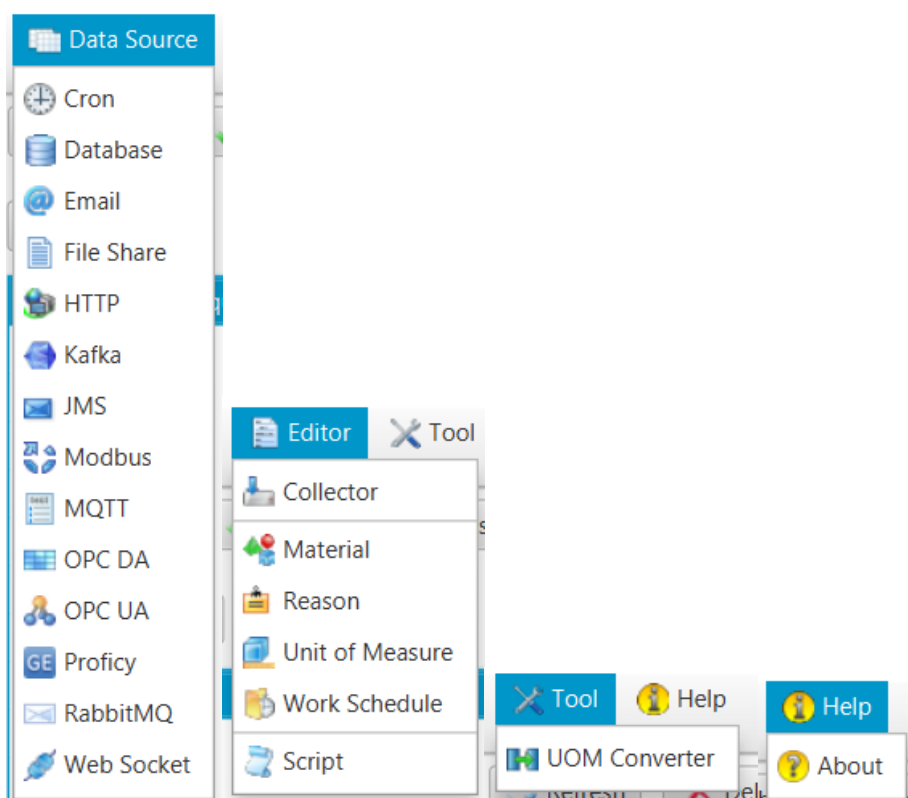 Data Source
Cron
Database
Email
File Share
HTTP
Kafka
JMS
Modbus
MQTT
OPC DA
OPC UA
GE Proficy
RabbitMQ
Web Socket
Editor Tool
Collector
Material
Reason
Unit of Measure
Work Schedule
Script
Tool Help
UOM Converter
Help
About